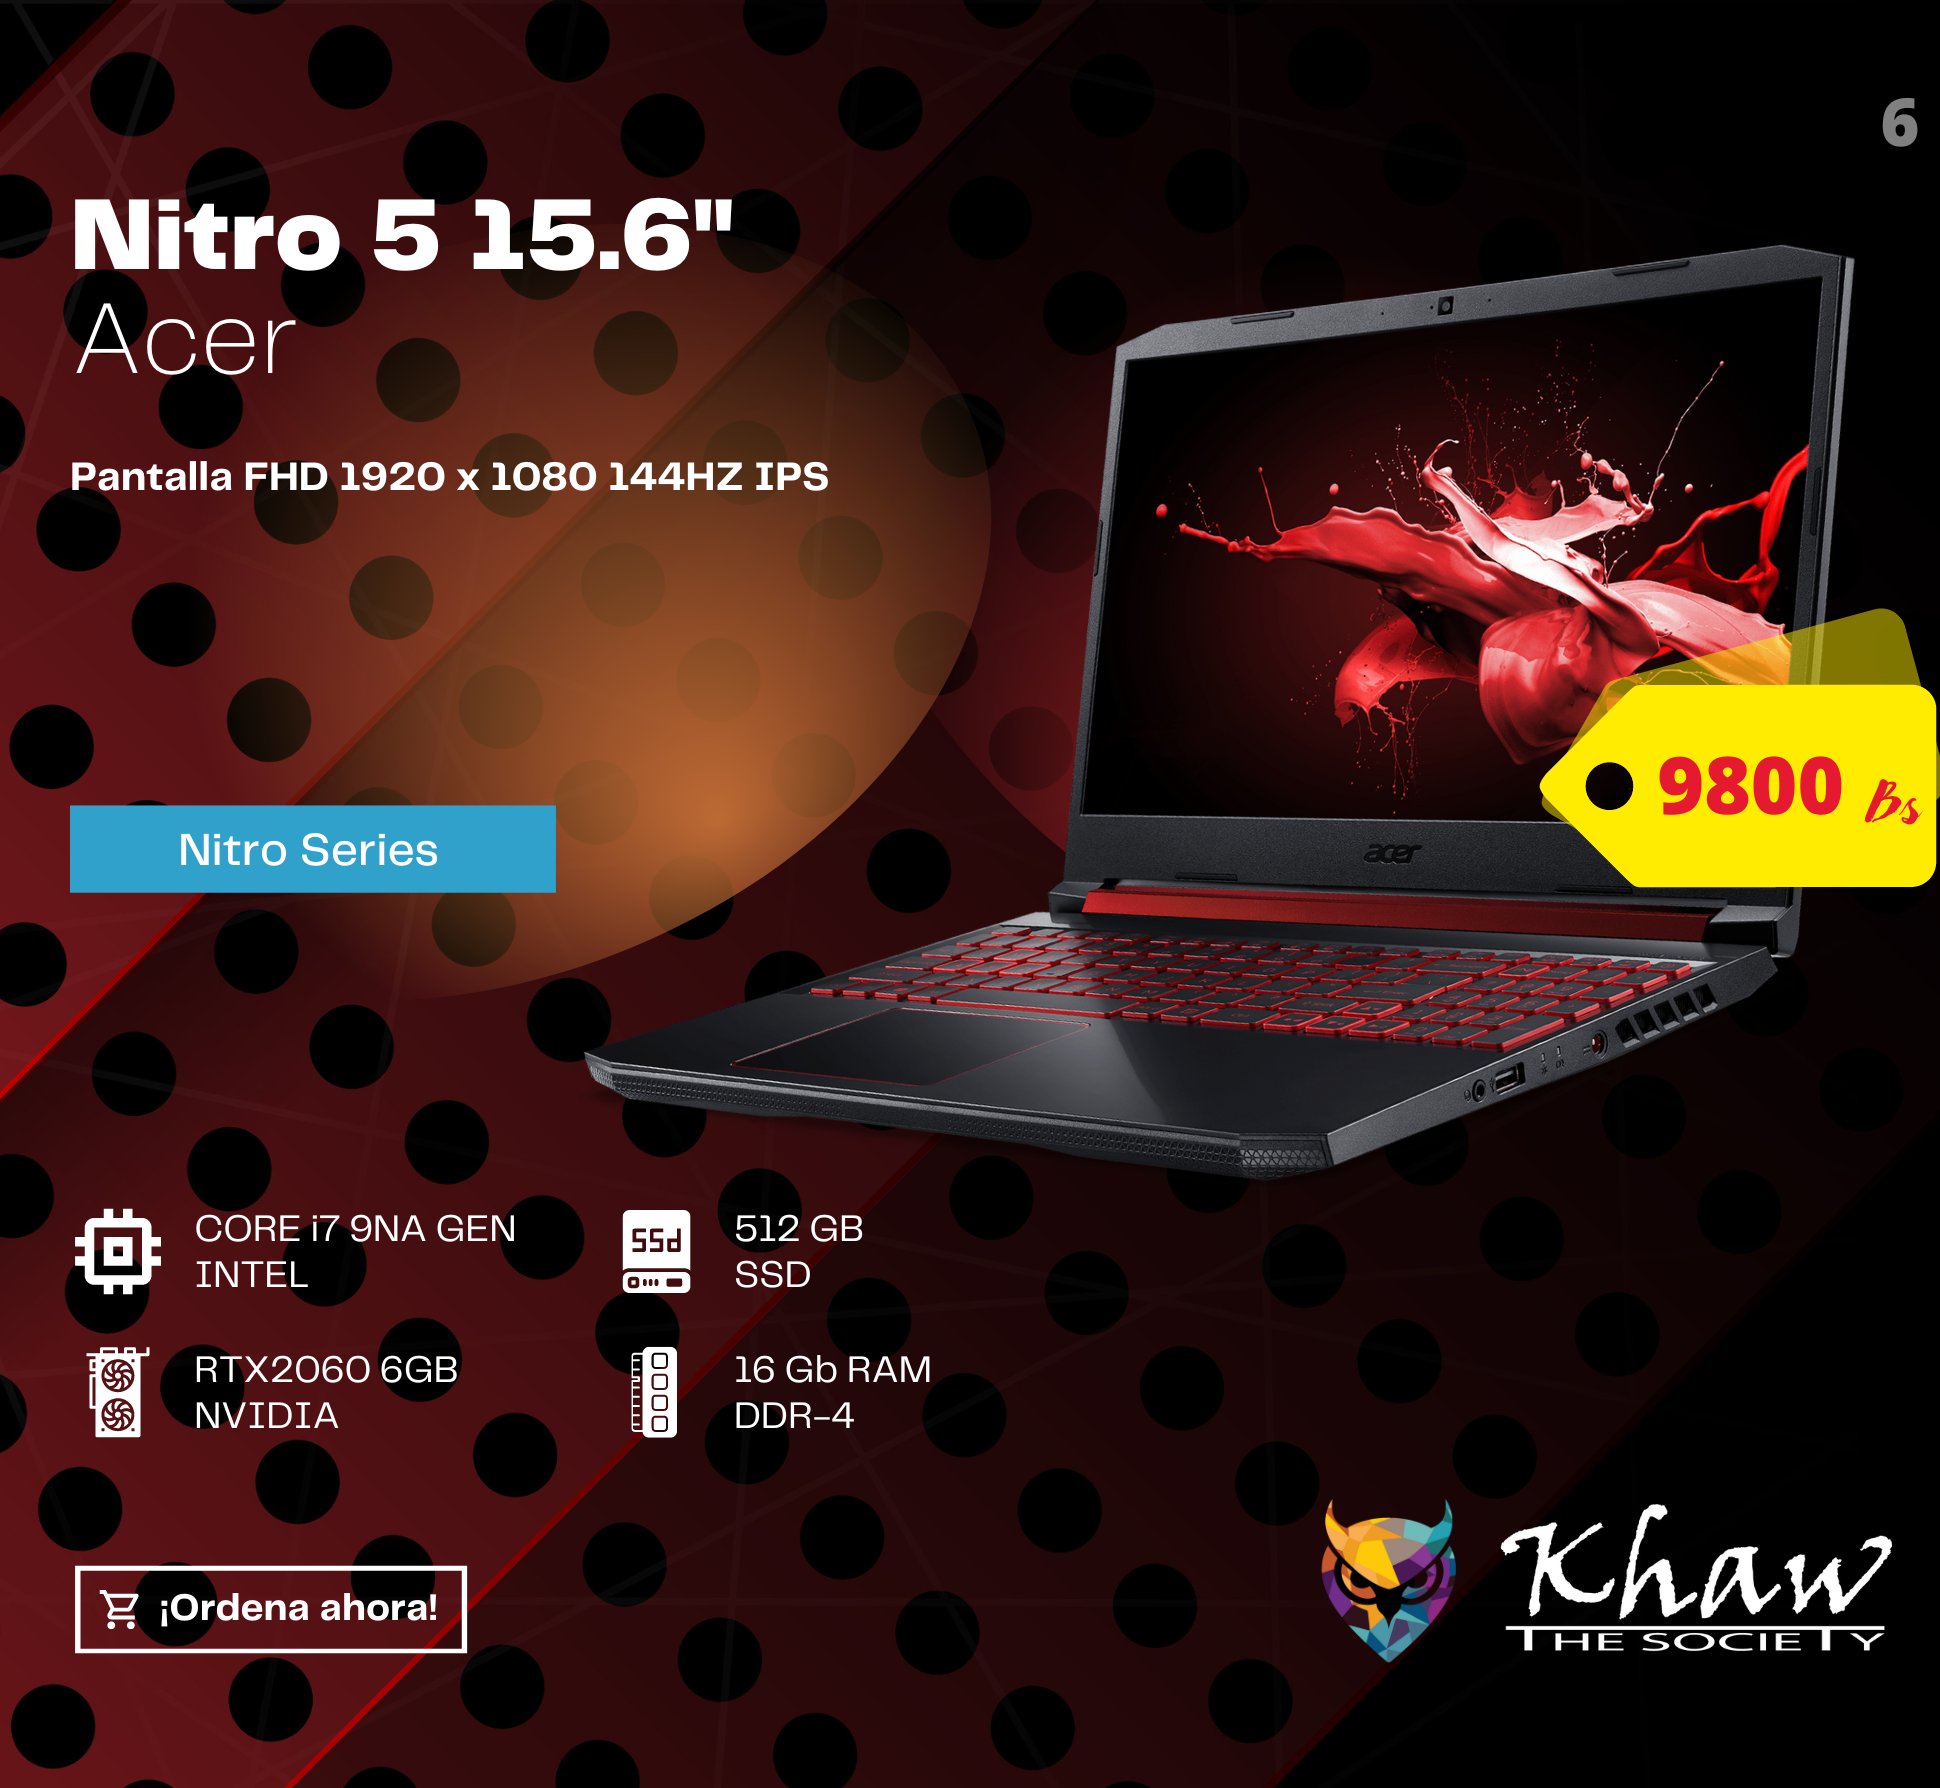 6
Nitro 5 15.6"
Acer
Pantalla FHD 1920 x 1080 144HZ IPS
9800 Bs
acer
Nitro Series
CORE i7 9NA GEN
INTEL
ssd
512 GB
SSD
RTX2060 6GB
NVIDIA
16 Gb RAM
DDR-4
¡Ordena ahora!
Khaw
THE SOCIETY